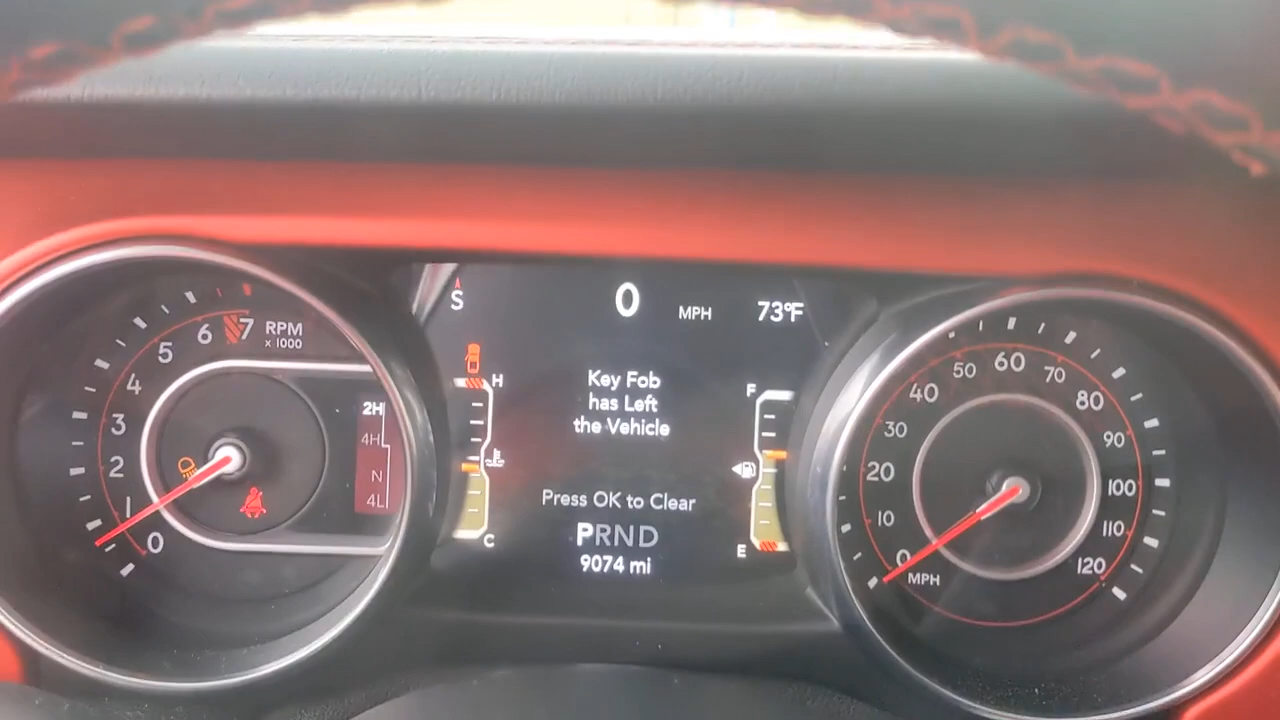 S
0 MPH 73°F
Key Fob
has Left
the Vehicle
Press OK to Clear
PRND
9074 mi
H
C
F
E
0
1
2
3
4
5
6
7
RPM
x 1000
2H
4H
N
4L
0
10
20
30
40
50
60
70
80
90
100
110
120
MPH